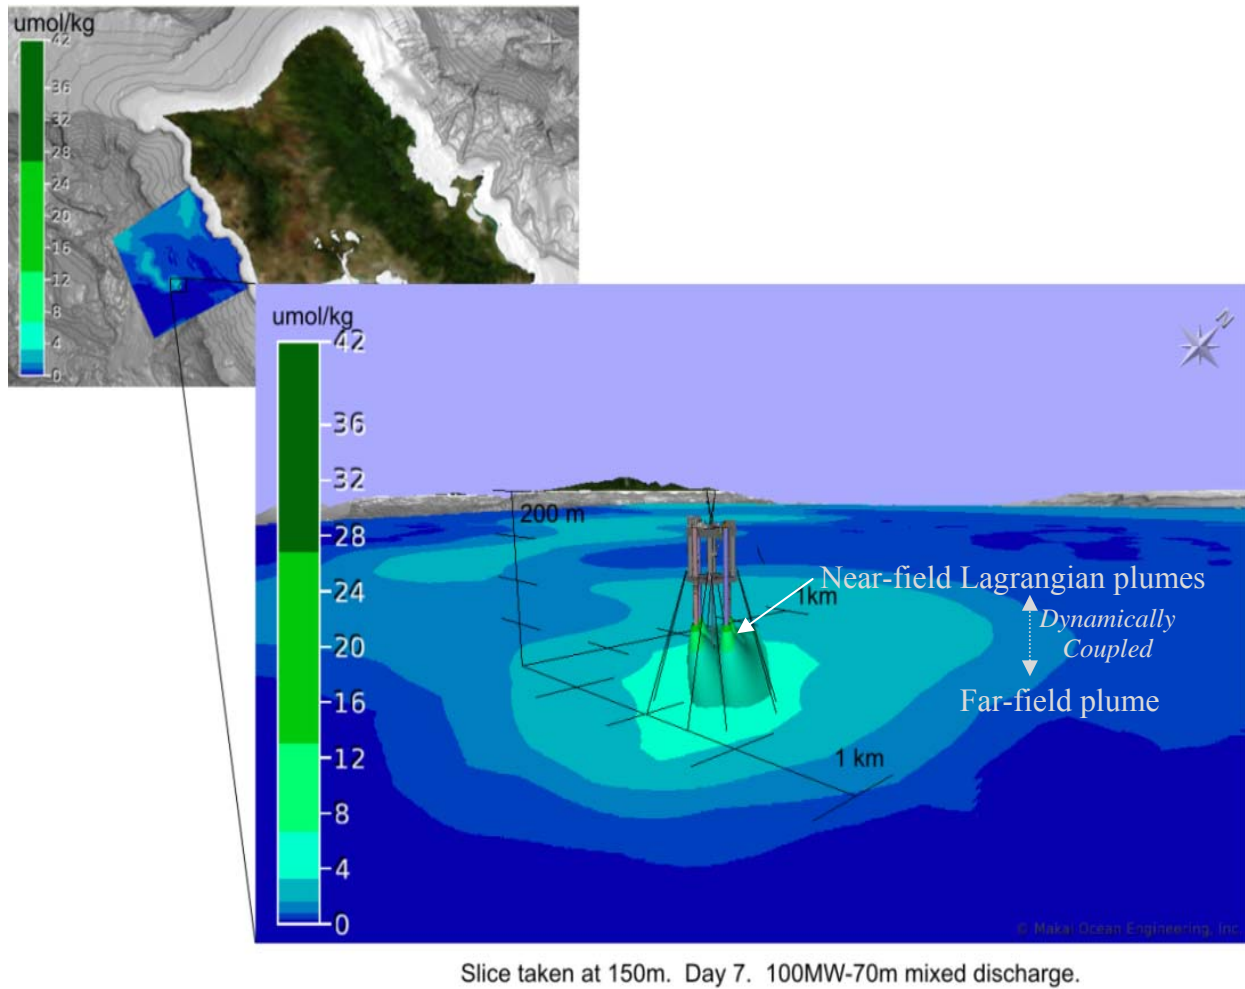 umol/kg
42
36
32
28
24
20
16
12
8
4
0
umol/kg
42
36
32
28
24
20
16
12
8
4
0
N
200 m
Near-field Lagrangian plumes
1km
Dynamically
Coupled
Far-field plume
1 km
© Makai Ocean Engineering, Inc.
Slice taken at 150m. Day 7. 100MW-70m mixed discharge.